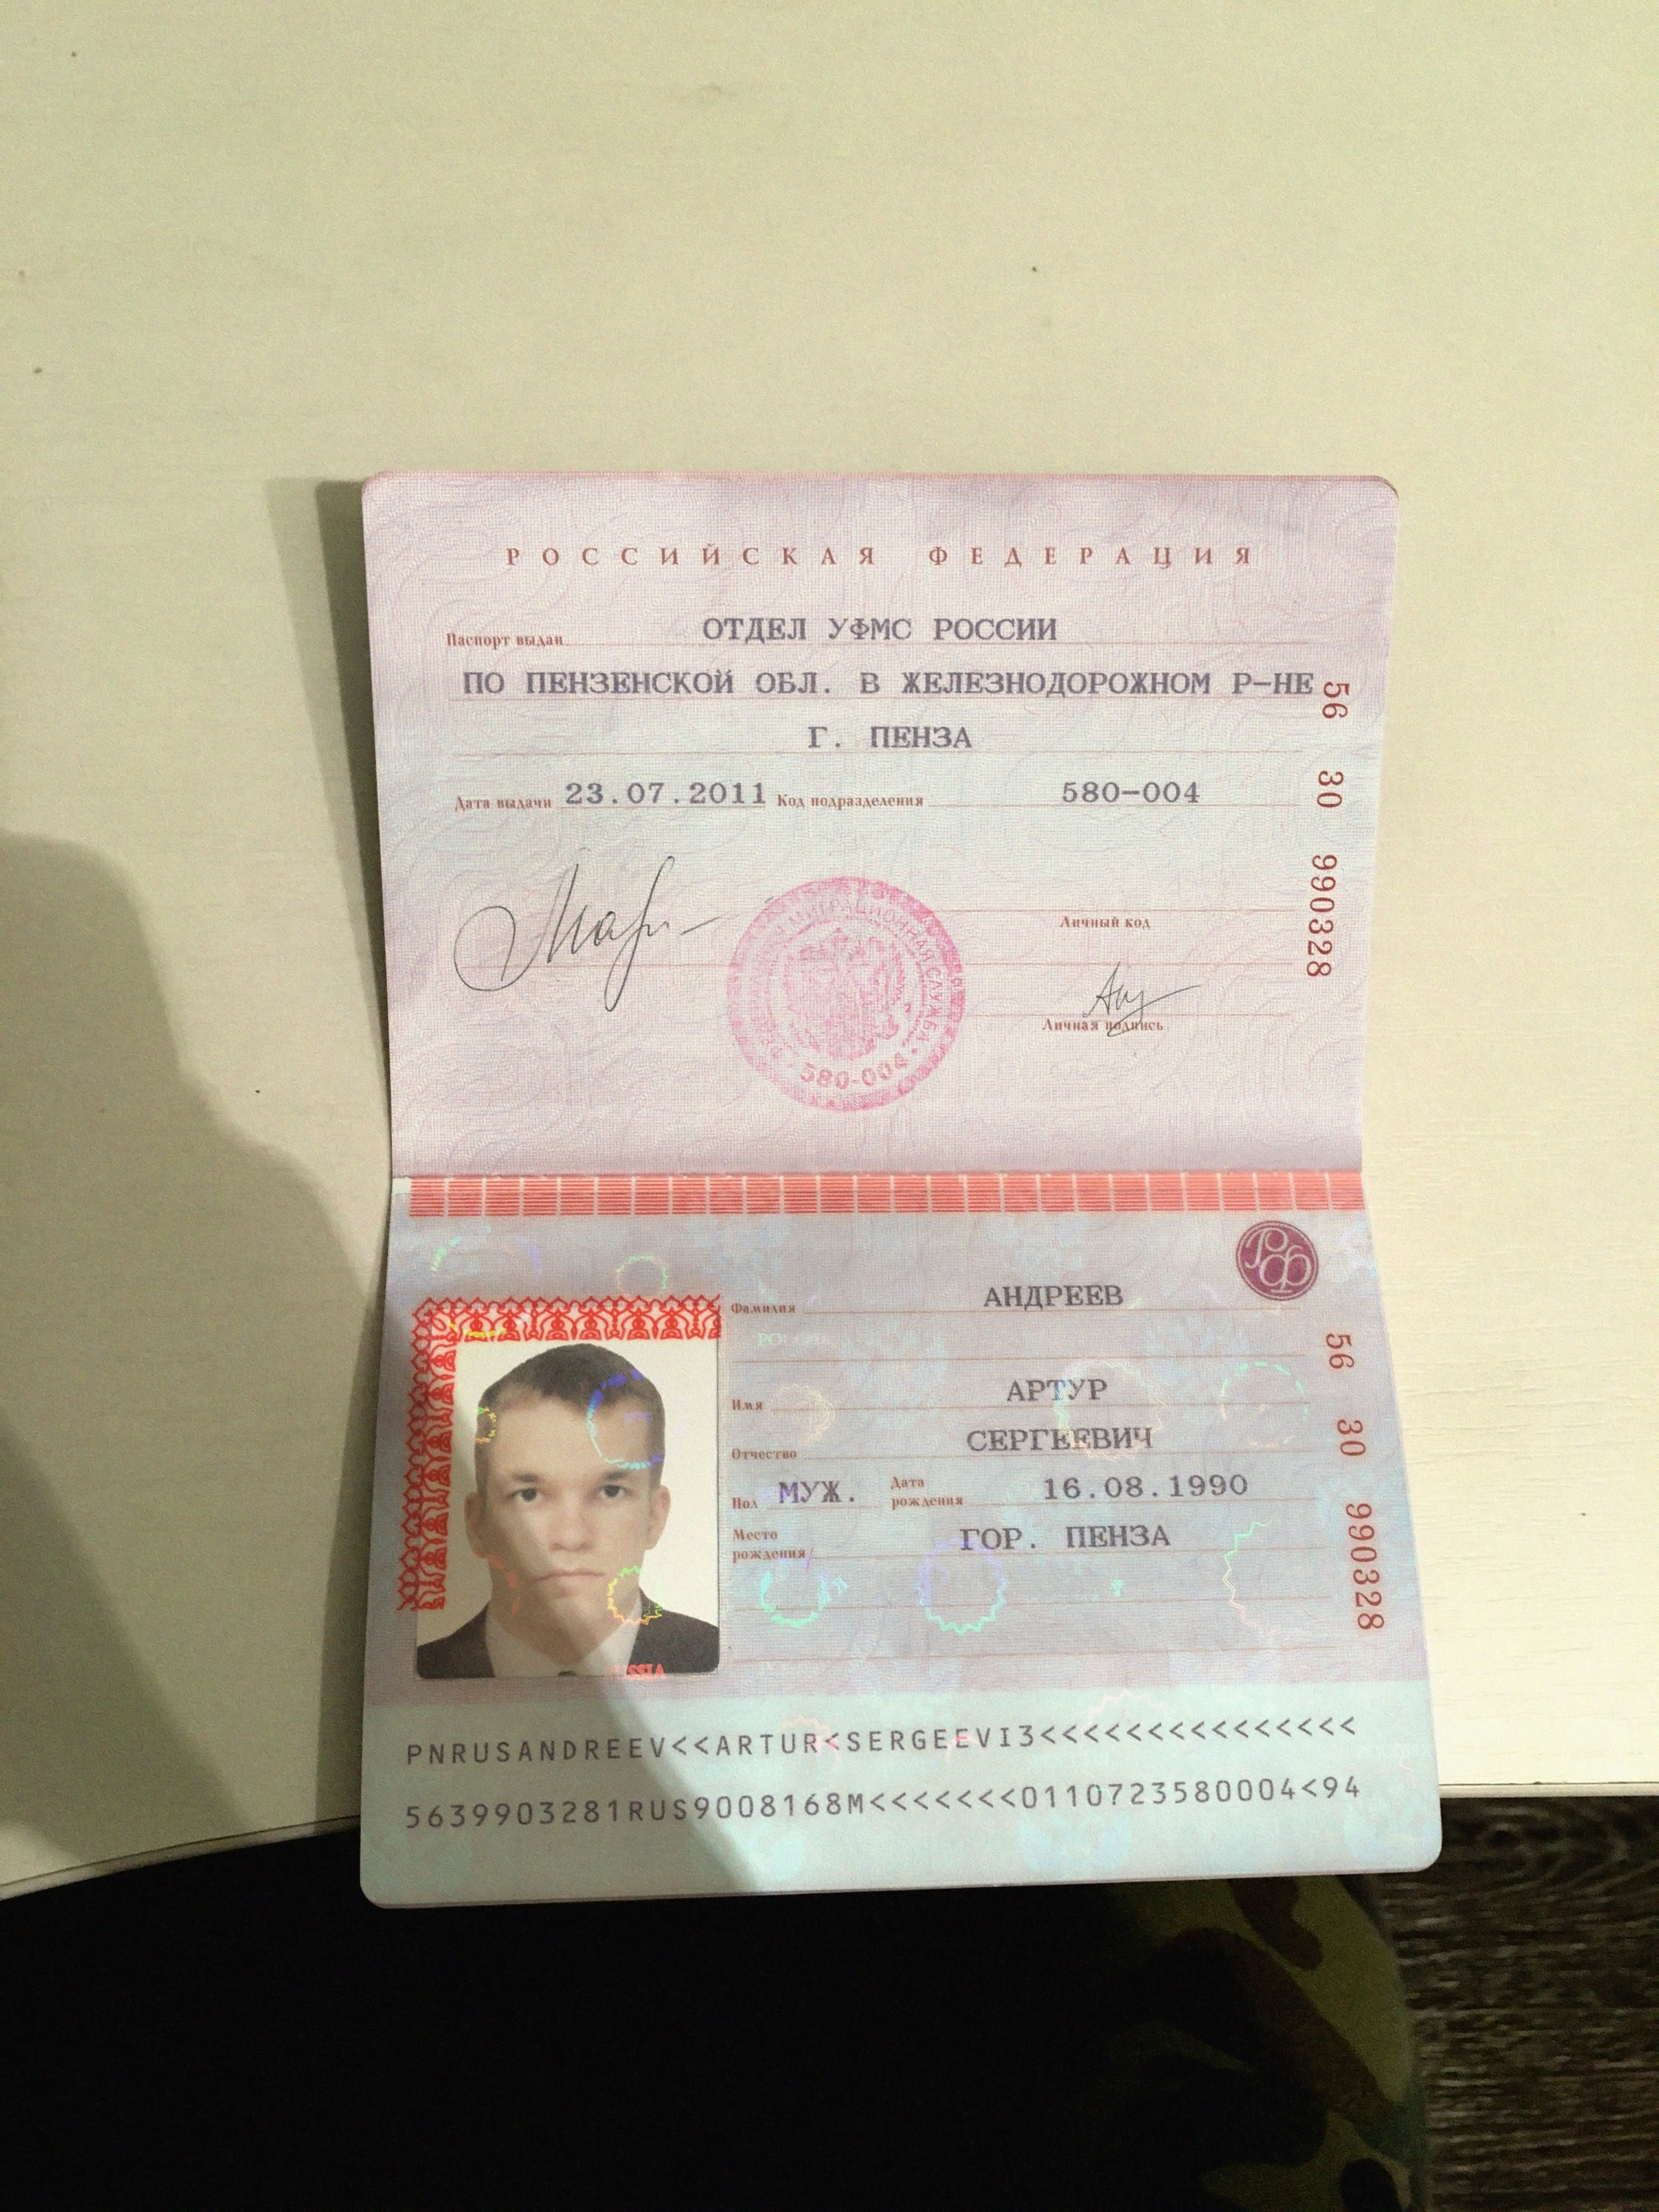 РОССИЙСКАЯ ФЕДЕРАЦИЯ
Паспорт выдан ОТДЕЛ УФМС РОССИИ
ПО ПЕНЗЕНСКОЙ ОБЛ. В ЖЕЛЕЗНОДОРОЖНОМ Р-НЕ
Г. ПЕНЗА
Дата выдачи 23.07.2011 Код подразделения 580-004
56 30 990328
Личный код
Личная подпись
МИГРАЦИОННАЯ СЛУЖБА
580-004
РФ
Фамилия АНДРЕЕВ
Имя АРТУР
Отчество СЕРГЕЕВИЧ
Пол МУЖ. Дата рождения 16.08.1990
Место рождения ГОР. ПЕНЗА
56 30 990328
PNRUSANDREEV<<ARTUR<SERGEEVI3<<<<<<<<<<<<<<<
5639903281RUS9008168M<<<<<<<0110723580004<94